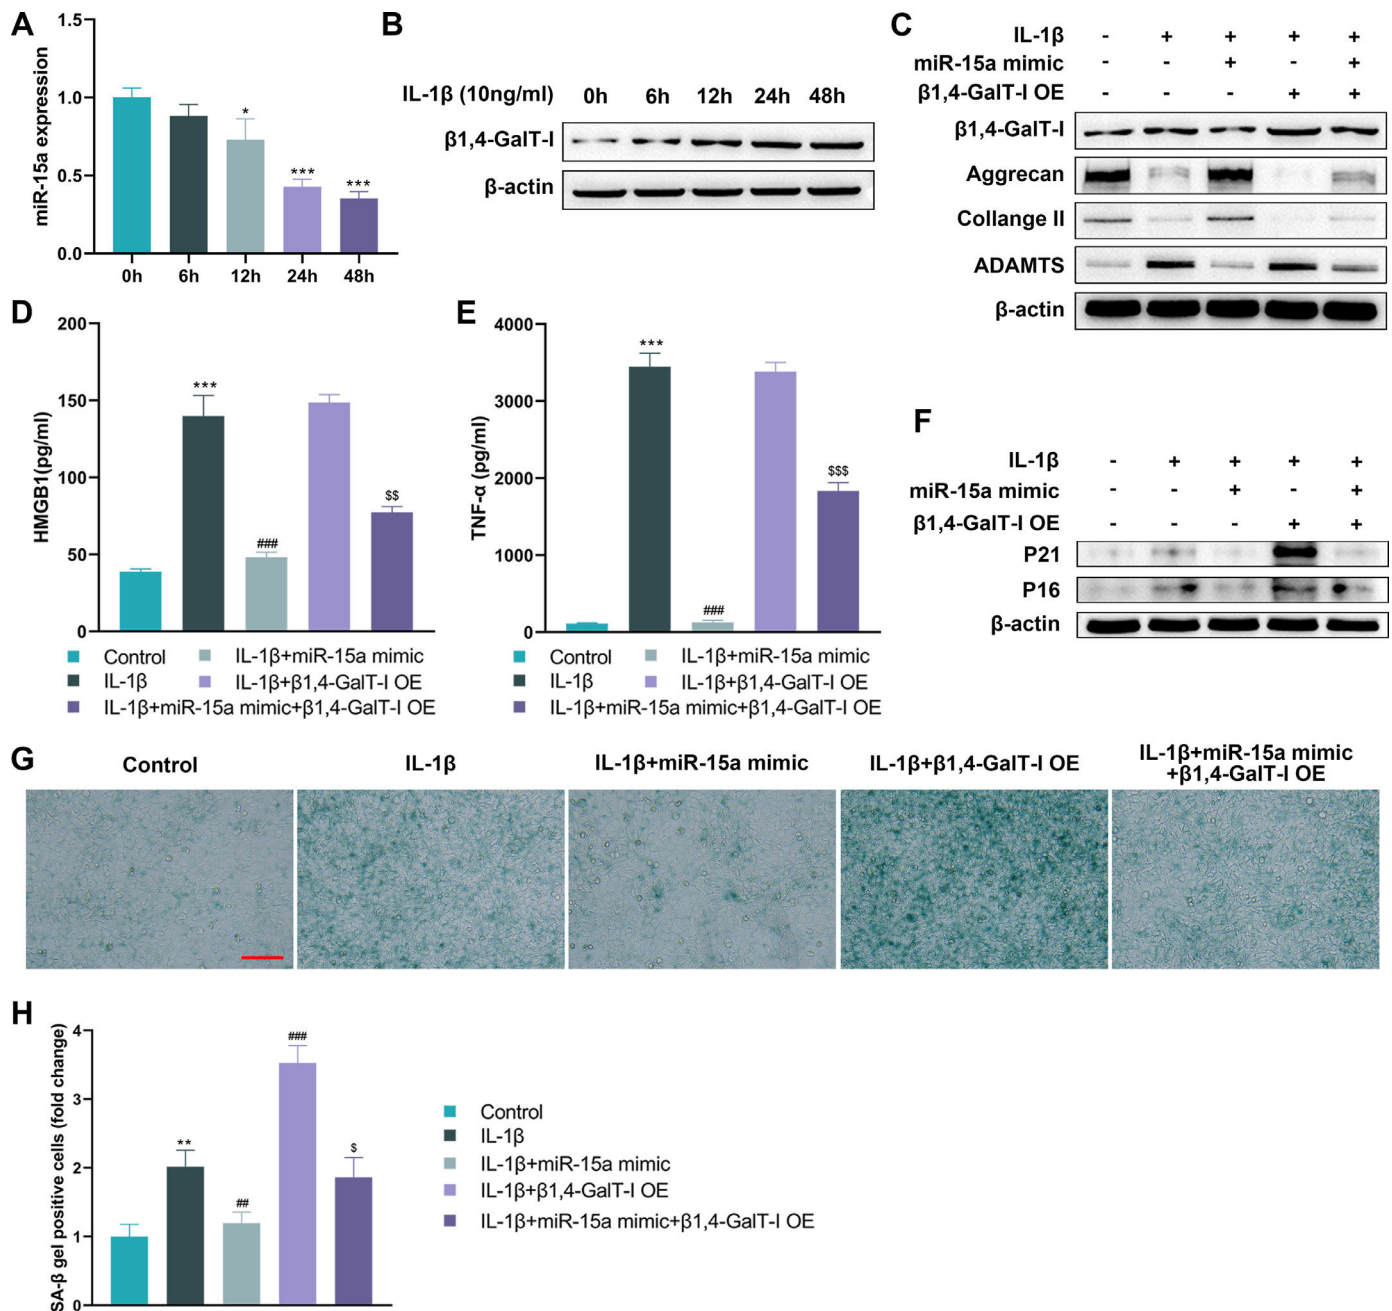 A
miR-15a expression
1.5
1.0
0.5
0.0
*
***
***
0h 6h 12h 24h 48h
B
IL-1β (10ng/ml) 0h 6h 12h 24h 48h
β1,4-GalT-I
β-actin
C
IL-1β - + + + +
miR-15a mimic - - + - +
β1,4-GalT-I OE - - - + +
β1,4-GalT-I
Aggrecan
Collange II
ADAMTS
β-actin
D
HMGB1(pg/ml)
200
150
100
50
0
***
###
$$
Control
IL-1β+miR-15a mimic
IL-1β
IL-1β+β1,4-GalT-I OE
IL-1β+miR-15a mimic+β1,4-GalT-I OE
E
TNF-α (pg/ml)
4000
3000
2000
1000
0
***
###
$$$
Control
IL-1β+miR-15a mimic
IL-1β
IL-1β+β1,4-GalT-I OE
IL-1β+miR-15a mimic+β1,4-GalT-I OE
F
IL-1β - + + + +
miR-15a mimic - - + - +
β1,4-GalT-I OE - - - + +
P21
P16
β-actin
G
Control
IL-1β
IL-1β+miR-15a mimic
IL-1β+β1,4-GalT-I OE
IL-1β+miR-15a mimic
+β1,4-GalT-I OE
H
SA-β gel positive cells (fold change)
4
3
2
1
0
**
##
###
$
Control
IL-1β
IL-1β+miR-15a mimic
IL-1β+β1,4-GalT-I OE
IL-1β+miR-15a mimic+β1,4-GalT-I OE